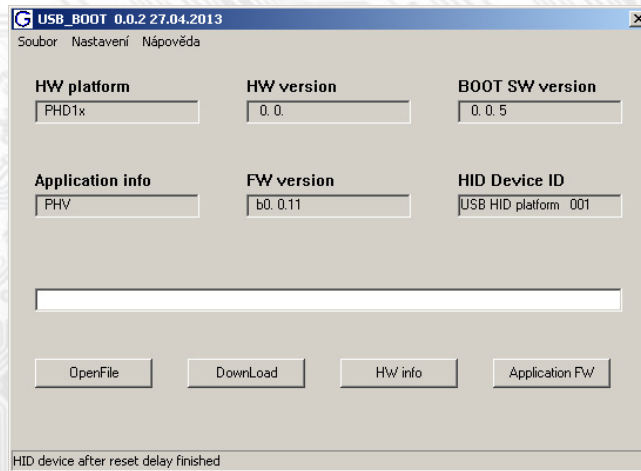 USB_BOOT 0.0.2 27.04.2013
Soubor Nastavení Nápověda
HW platform HW version BOOT SW version
PHD1x 0. 0. 0. 0. 5
Application info FW version HID Device ID
PHV b0. 0.11 USB HID platform 001
OpenFile DownLoad HW info Application FW
HID device after reset delay finished